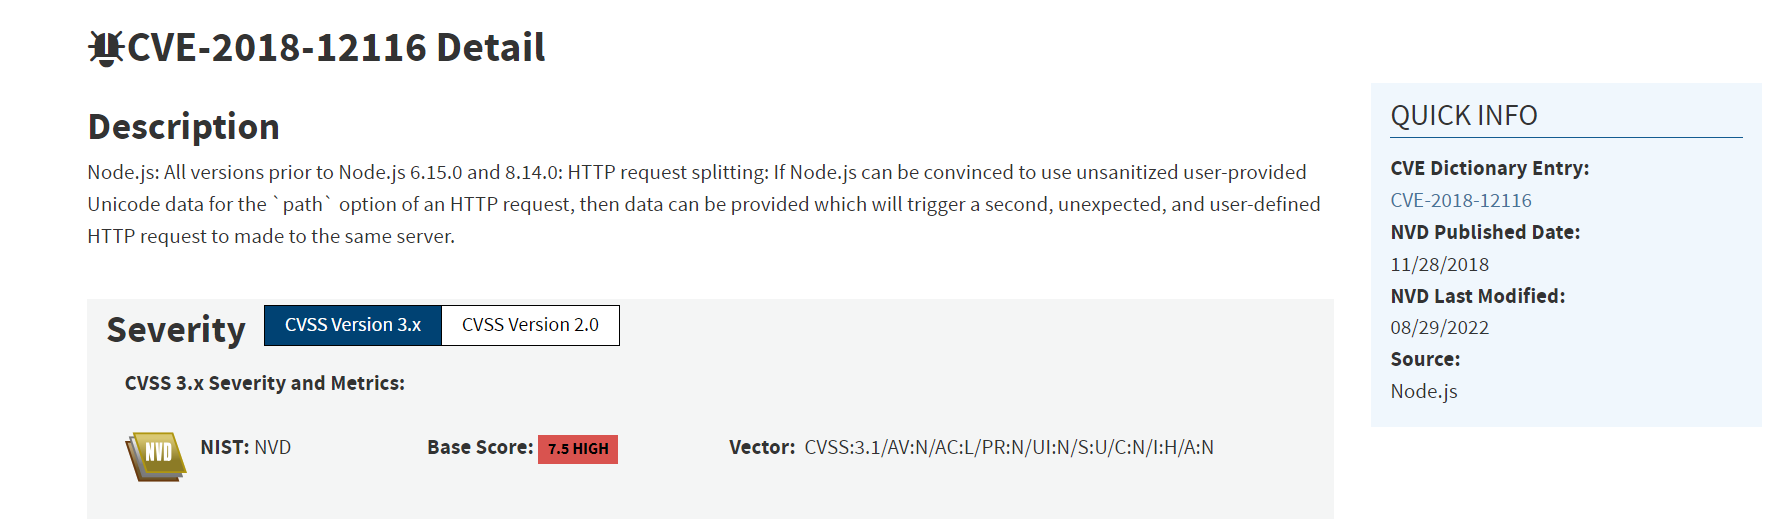 CVE-2018-12116 Detail
Description
Node.js: All versions prior to Node.js 6.15.0 and 8.14.0: HTTP request splitting: If Node.js can be convinced to use unsanitized user-provided
Unicode data for the `path` option of an HTTP request, then data can be provided which will trigger a second, unexpected, and user-defined
HTTP request to made to the same server.
Severity CVSS Version 3.x CVSS Version 2.0
CVSS 3.x Severity and Metrics:
NVD NIST: NVD Base Score: 7.5 HIGH Vector: CVSS:3.1/AV:N/AC:L/PR:N/UI:N/S:U/C:N/I:H/A:N
QUICK INFO
CVE Dictionary Entry:
CVE-2018-12116
NVD Published Date:
11/28/2018
NVD Last Modified:
08/29/2022
Source:
Node.js